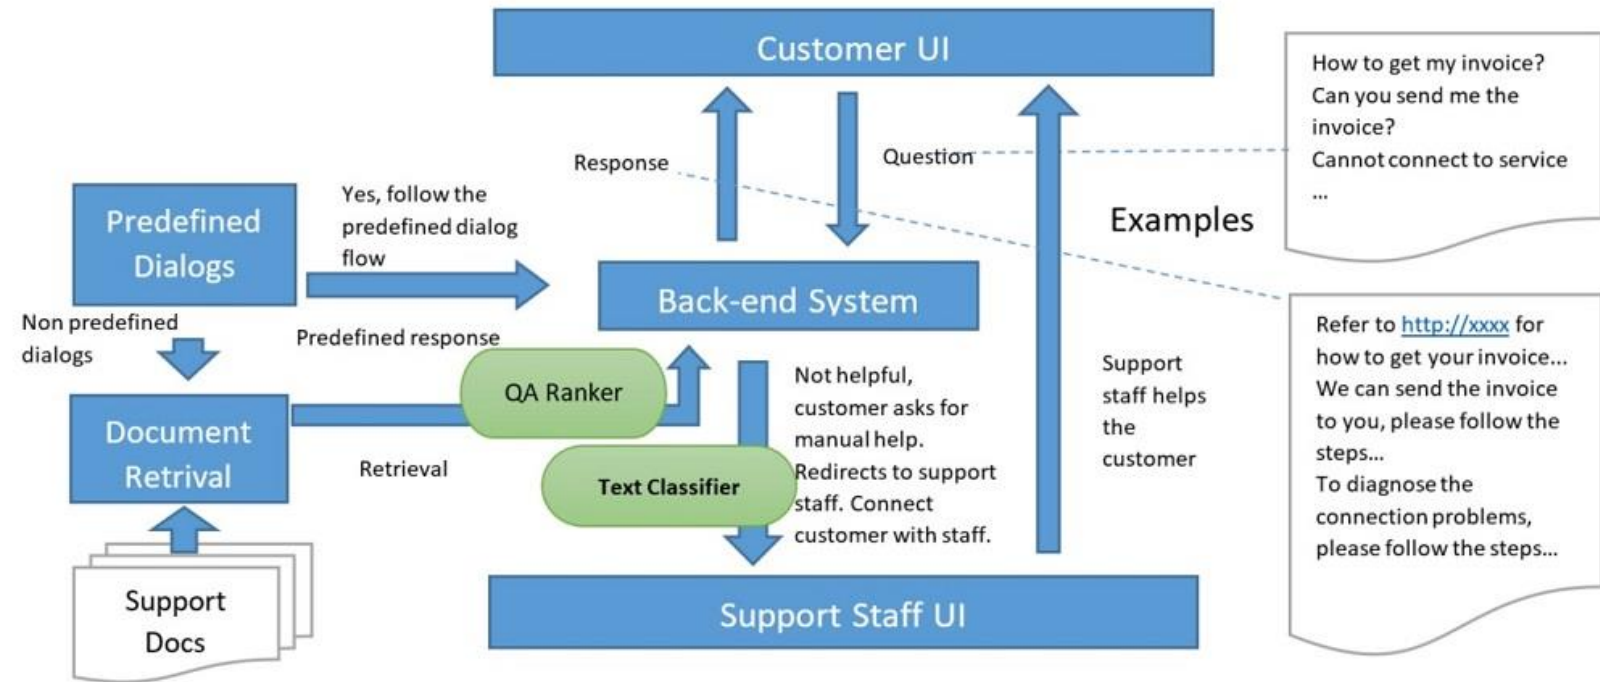 Customer UI
How to get my invoice?
Can you send me the
invoice?
Cannot connect to service
...
Response
Question
Examples
Predefined
Dialogs
Yes, follow the
predefined dialog
flow
Back-end System
Non predefined
dialogs
Predefined response
QA Ranker
Document
Retrival
Retrieval
Not helpful,
customer asks for
manual help.
Redirects to support
staff. Connect
customer with staff.
Text Classifier
Support
staff helps
the
customer
Refer to http://xxxx for
how to get your invoice...
We can send the invoice
to you, please follow the
steps...
To diagnose the
connection problems,
please follow the steps...
Support
Docs
Support Staff UI